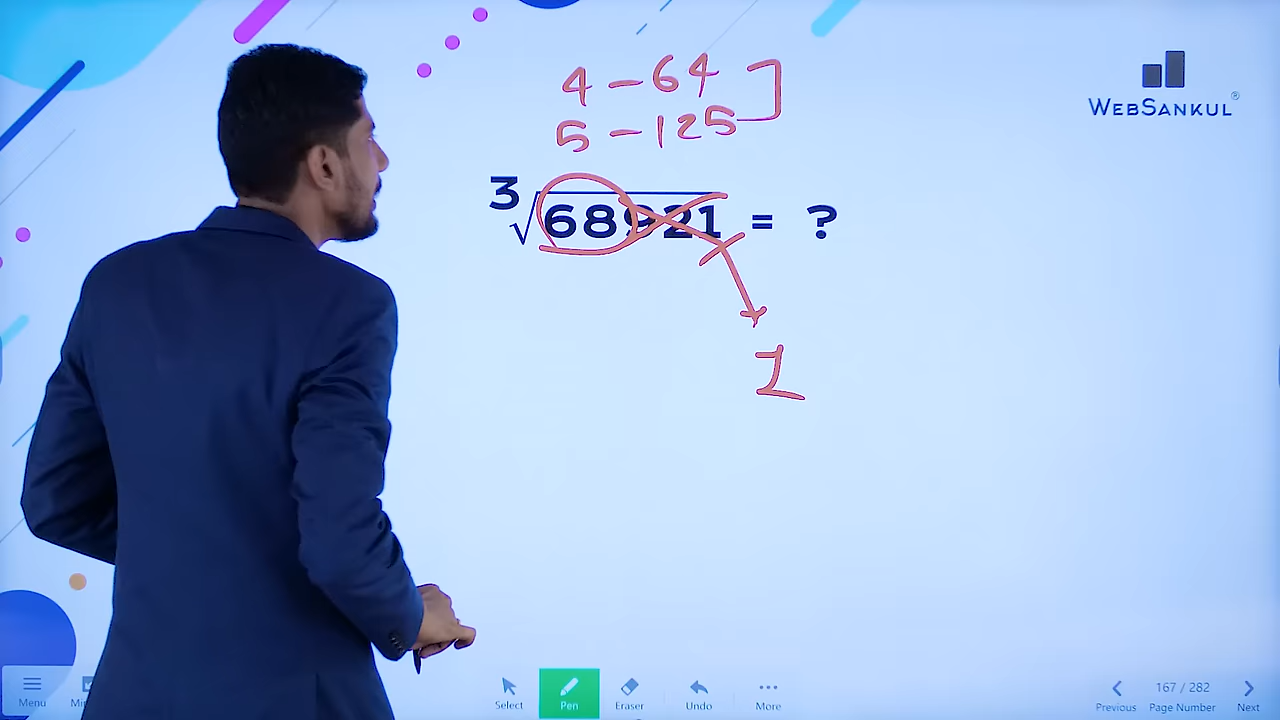 4 - 64
5 - 125
WEBSANKUL®
3√68921 = ?
1
Menu
Select
Pen
Eraser
Undo
More
Previous
167 / 282
Page Number
Next